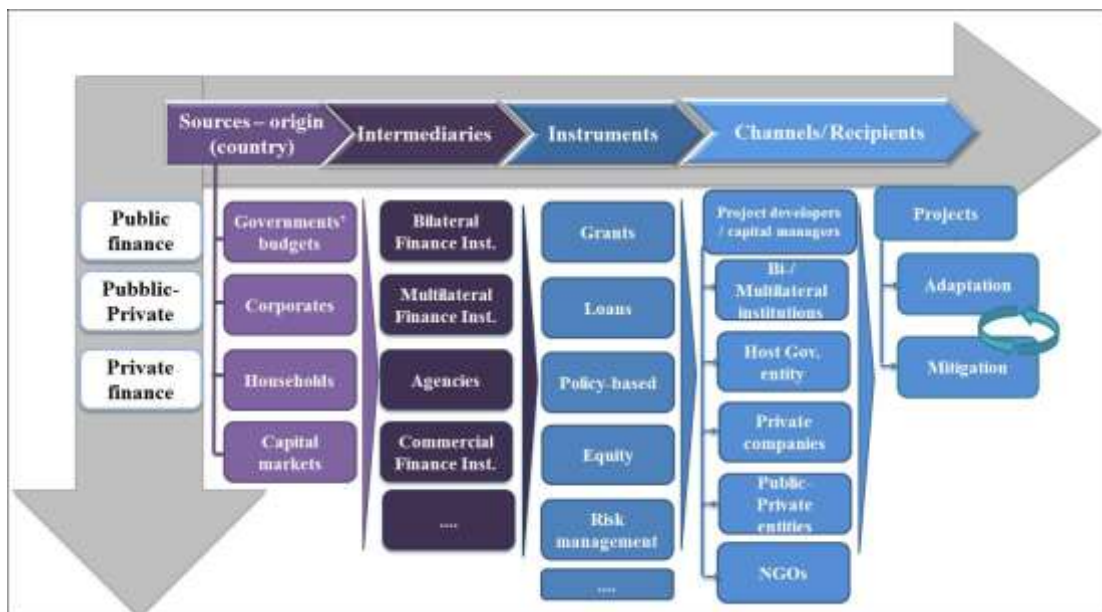 Sources – origin
(country)
Intermediaries
Instruments
Channels/Recipients
Public
finance
Pubblic-
Private
Private
finance
Governments'
budgets
Corporates
Households
Capital
markets
Bilateral
Finance Inst.
Multilateral
Finance Inst.
Agencies
Commercial
Finance Inst.
....
Grants
Loans
Policy-based
Equity
Risk
management
....
Project developers
/ capital managers
Bi-/
Multilateral
institutions
Host Gov.
entity
Private
companies
Public-
Private
entities
NGOs
Projects
Adaptation
Mitigation